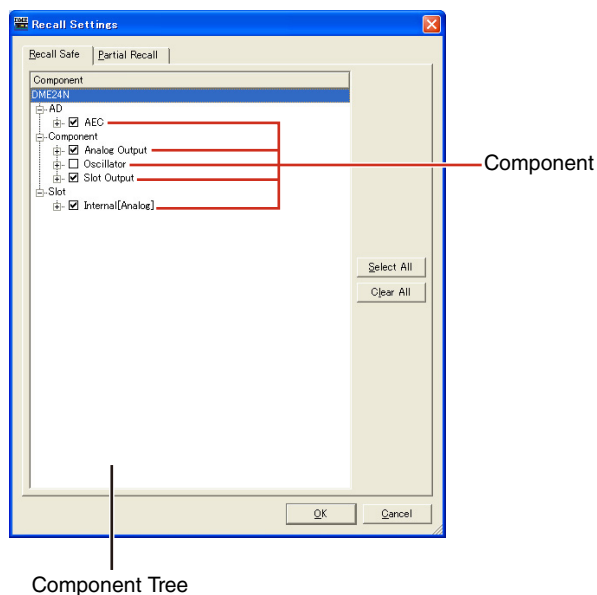 Recall Settings
Recall Safe Partial Recall
Component
DME24N
AD
AEC
Component
Analog Output
Oscillator
Slot Output
Slot
Internal[Analog]
Component
Select All
Clear All
OK Cancel
Component Tree